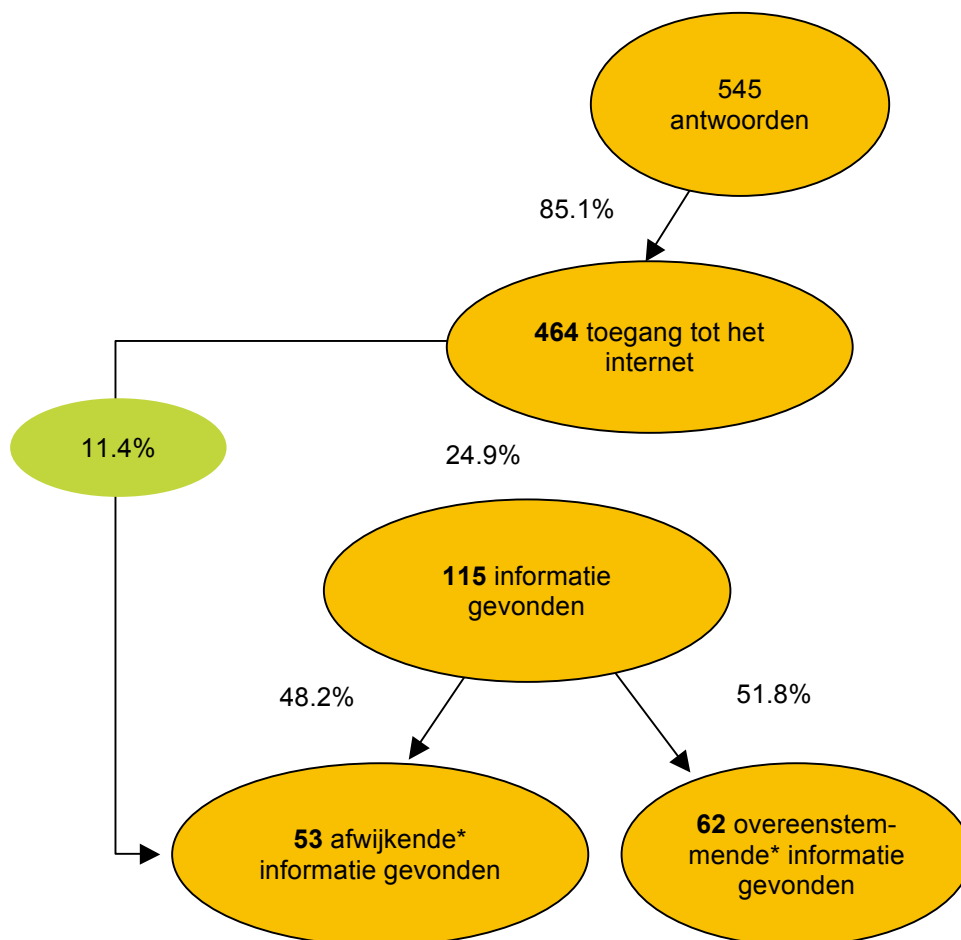 545
antwoorden
85.1%
464 toegang tot het
internet
11.4%
24.9%
115 informatie
gevonden
48.2%
51.8%
53 afwijkende*
informatie gevonden
62 overeenstem-
mende* informatie
gevonden